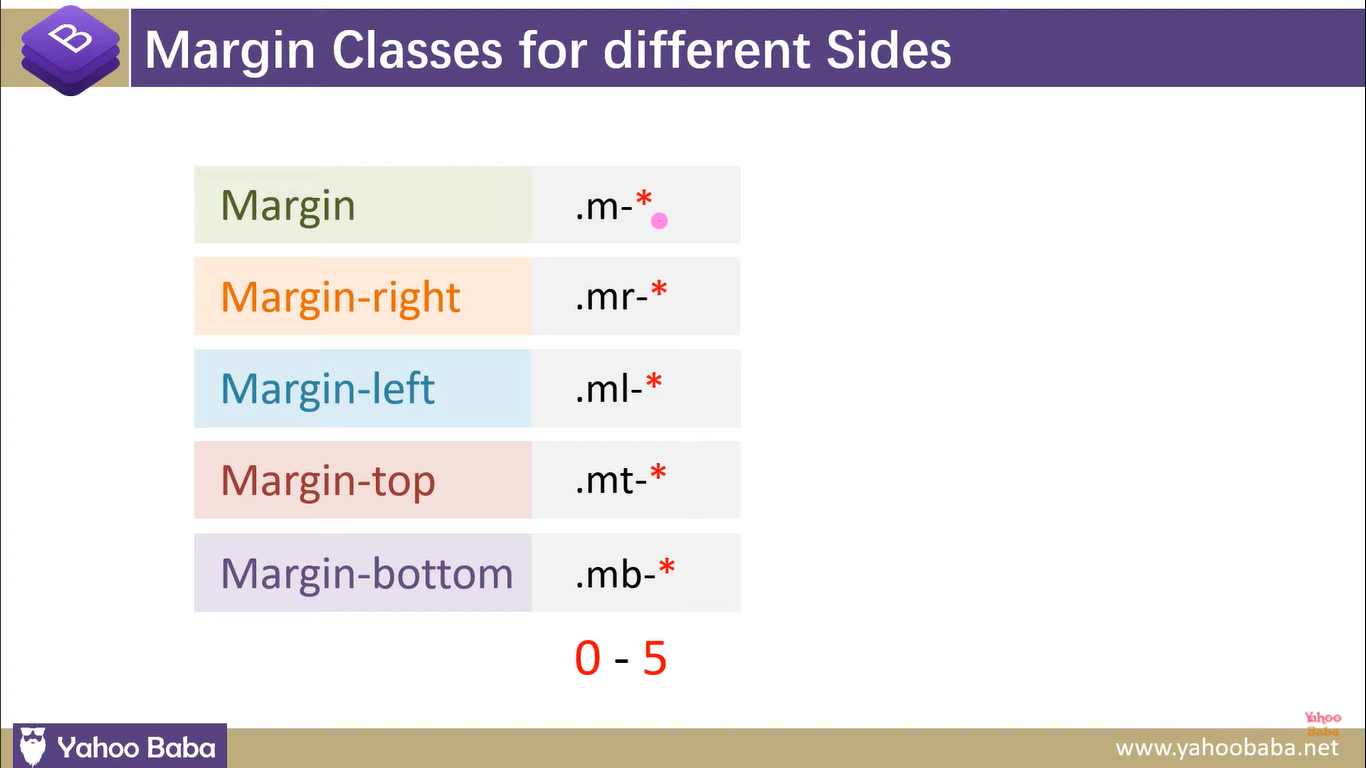 B
Margin Classes for different Sides
Margin .m-*
Margin-right .mr-*
Margin-left .ml-*
Margin-top .mt-*
Margin-bottom .mb-*
0 - 5
Yahoo
Baba
Yahoo Baba
www.yahoobaba.net